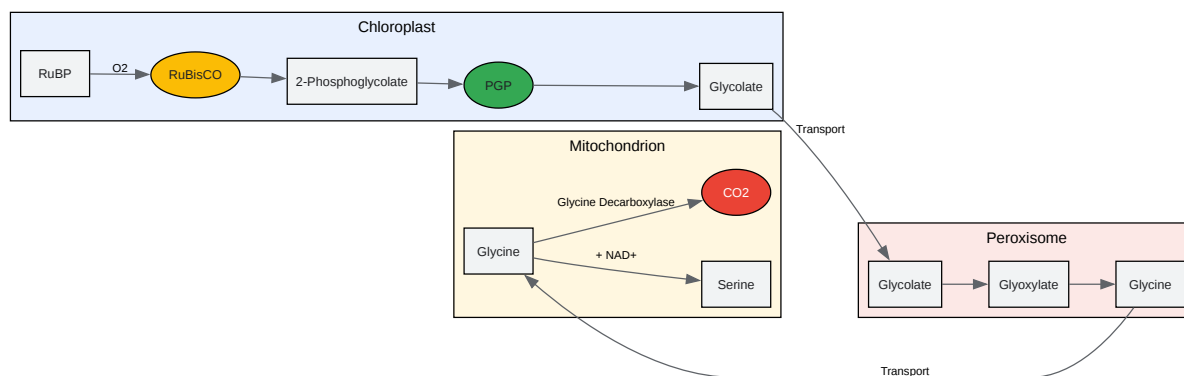 Chloroplast
RuBP
O2
RuBisCO
2-Phosphoglycolate
PGP
Glycolate
Transport
Mitochondrion
Glycine Decarboxylase
CO2
Glycine
+ NAD+
Serine
Peroxisome
Glycolate
Glyoxylate
Glycine
Transport